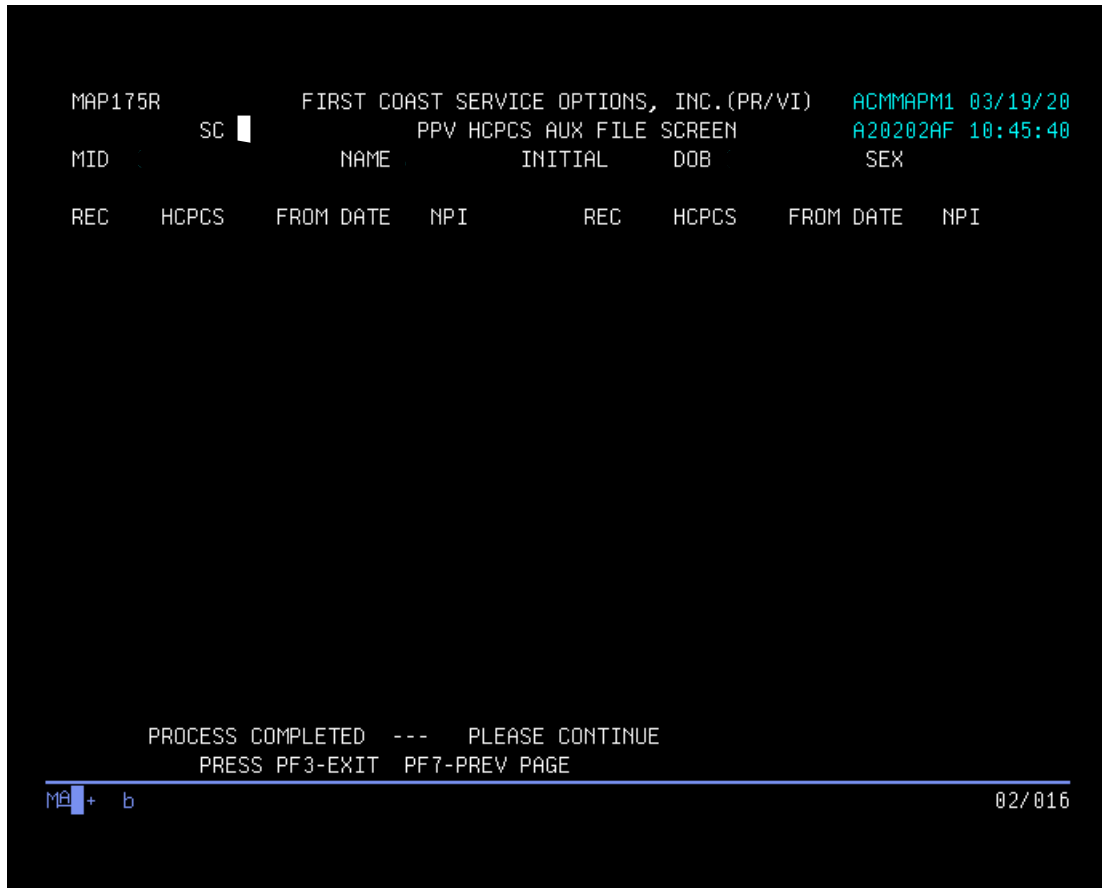 MAP175R FIRST COAST SERVICE OPTIONS, INC.(PR/VI) ACMMAPM1 03/19/20
SC PPV HCPCS AUX FILE SCREEN A20202AF 10:45:40
MID NAME INITIAL DOB SEX
REC HCPCS FROM DATE NPI REC HCPCS FROM DATE NPI
PROCESS COMPLETED --- PLEASE CONTINUE
PRESS PF3-EXIT PF7-PREV PAGE
MA + b 02/016